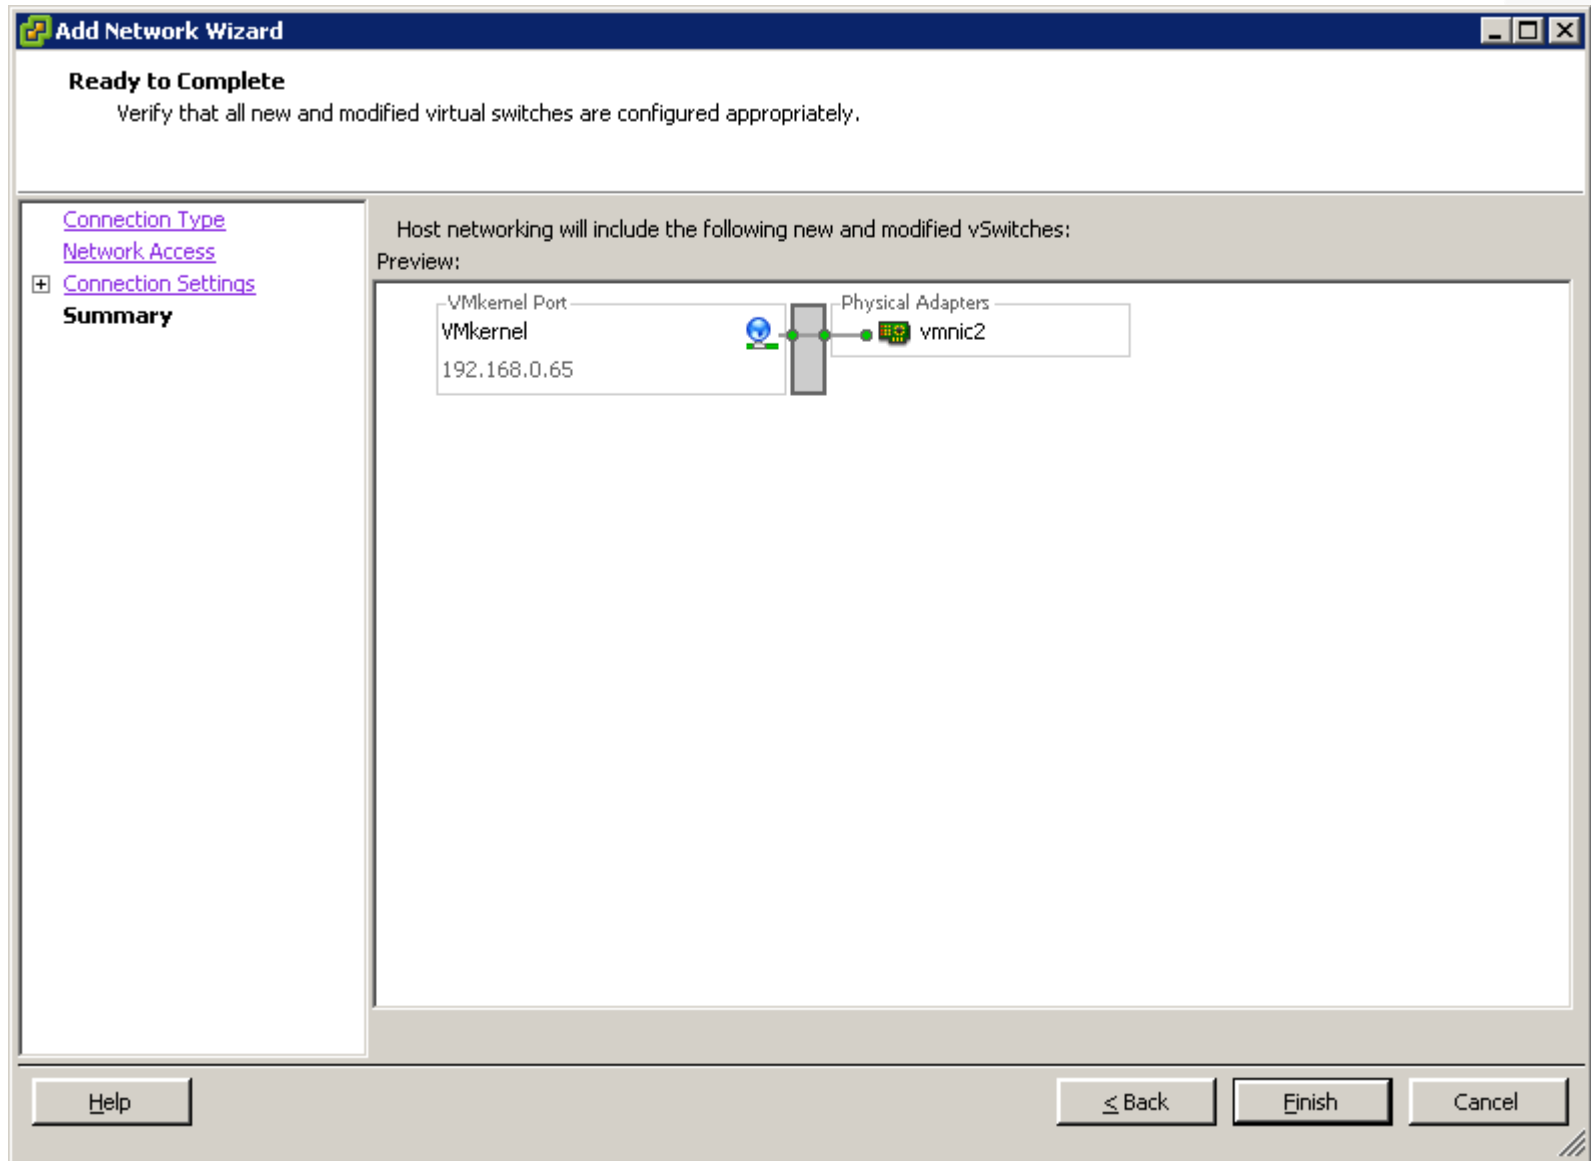 Add Network Wizard
Ready to Complete
Verify that all new and modified virtual switches are configured appropriately.
Connection Type
Network Access
Connection Settings
Summary
Host networking will include the following new and modified vSwitches:
Preview:
VMkernel Port
Physical Adapters
VMkernel
vmnic2
192.168.0.65
Help
< Back
Finish
Cancel